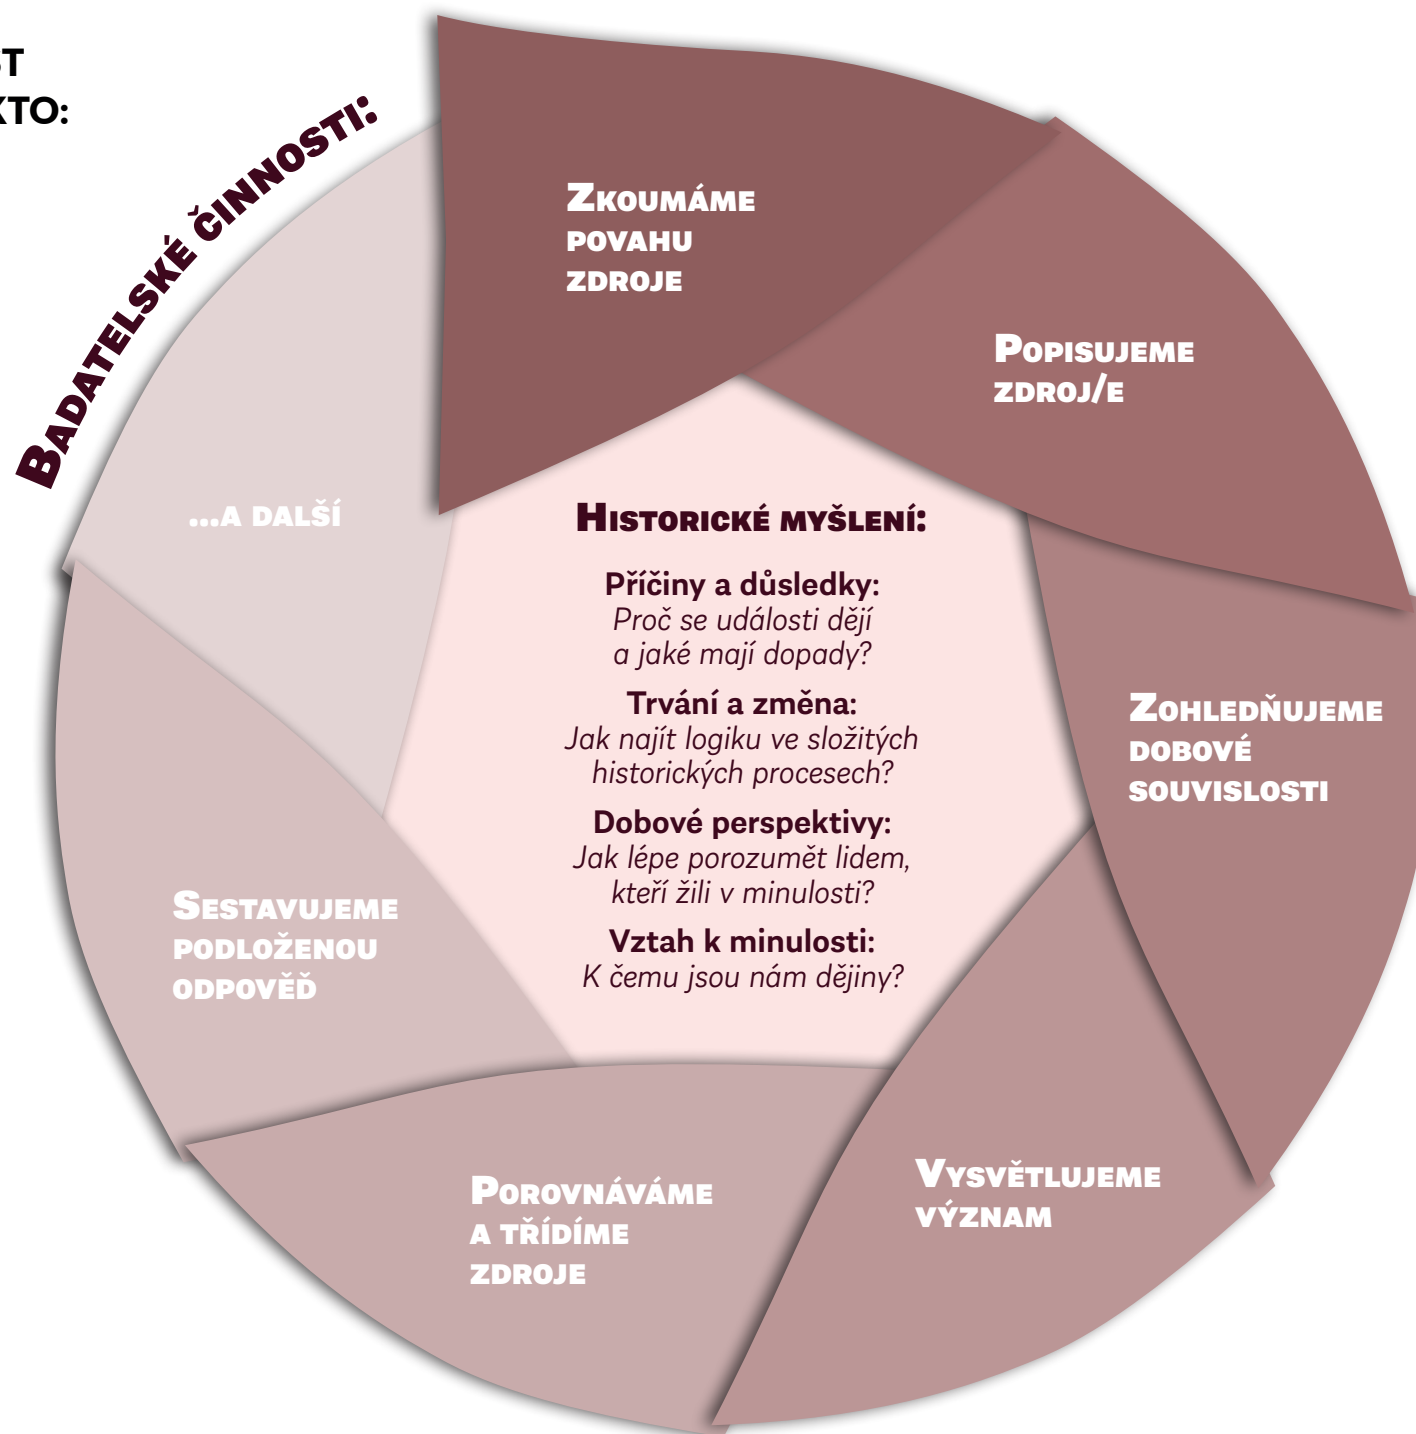 BADATELSKÉ ČINNOSTI:
ZKOUMÁME
POVAHU
ZDROJE
POPISUJEME
ZDROJ/E
ZOHLEDŇUJEME
DOBOVÉ
SOUVISLOSTI
VYSVĚTLUJEME
VÝZNAM
POROVNÁVÁME
A TŘÍDÍME
ZDROJE
SESTAVUJEME
PODLOŽENOU
ODPOVĚĎ
...A DALŠÍ
HISTORICKÉ MYŠLENÍ:
Příčiny a důsledky:
Proč se události dějí
a jaké mají dopady?
Trvání a změna:
Jak najít logiku ve složitých
historických procesech?
Dobové perspektivy:
Jak lépe porozumět lidem,
kteří žili v minulosti?
Vztah k minulosti:
K čemu jsou nám dějiny?